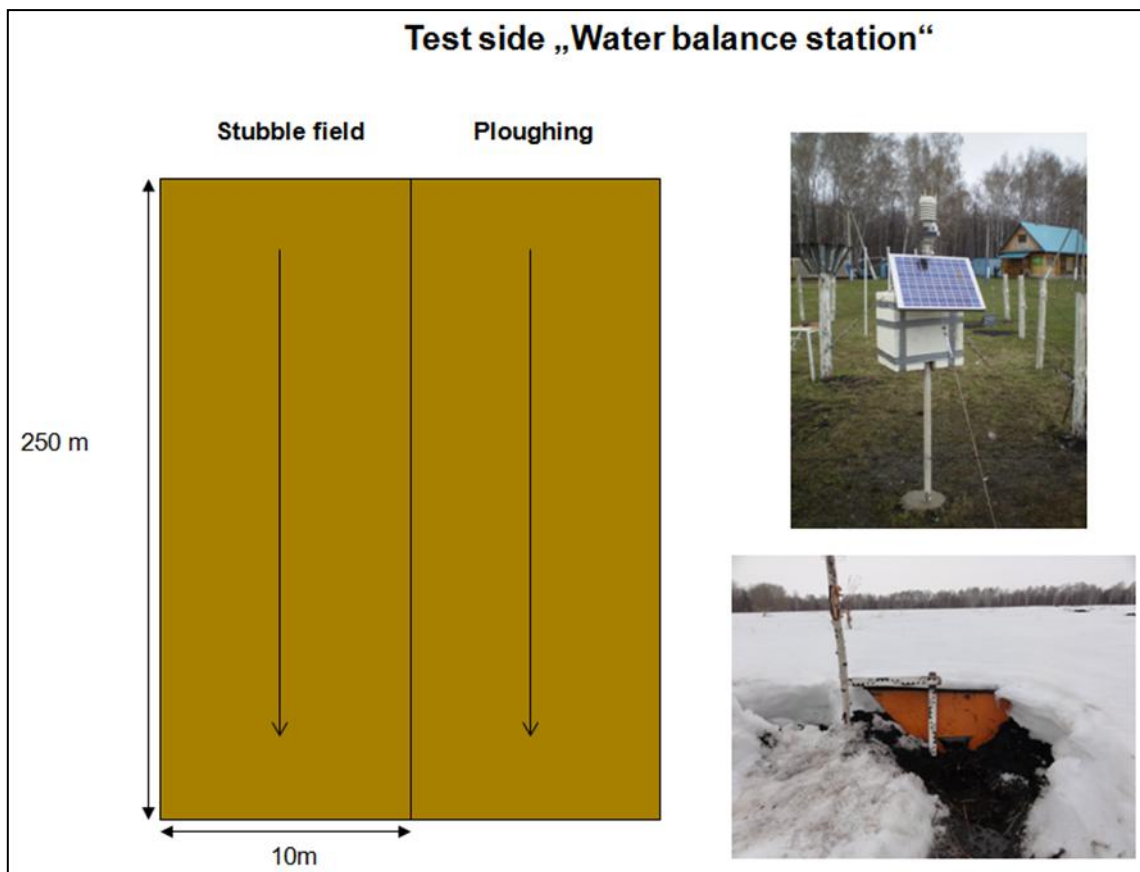 Test side „Water balance station“
Stubble field
Ploughing
250 m
10m